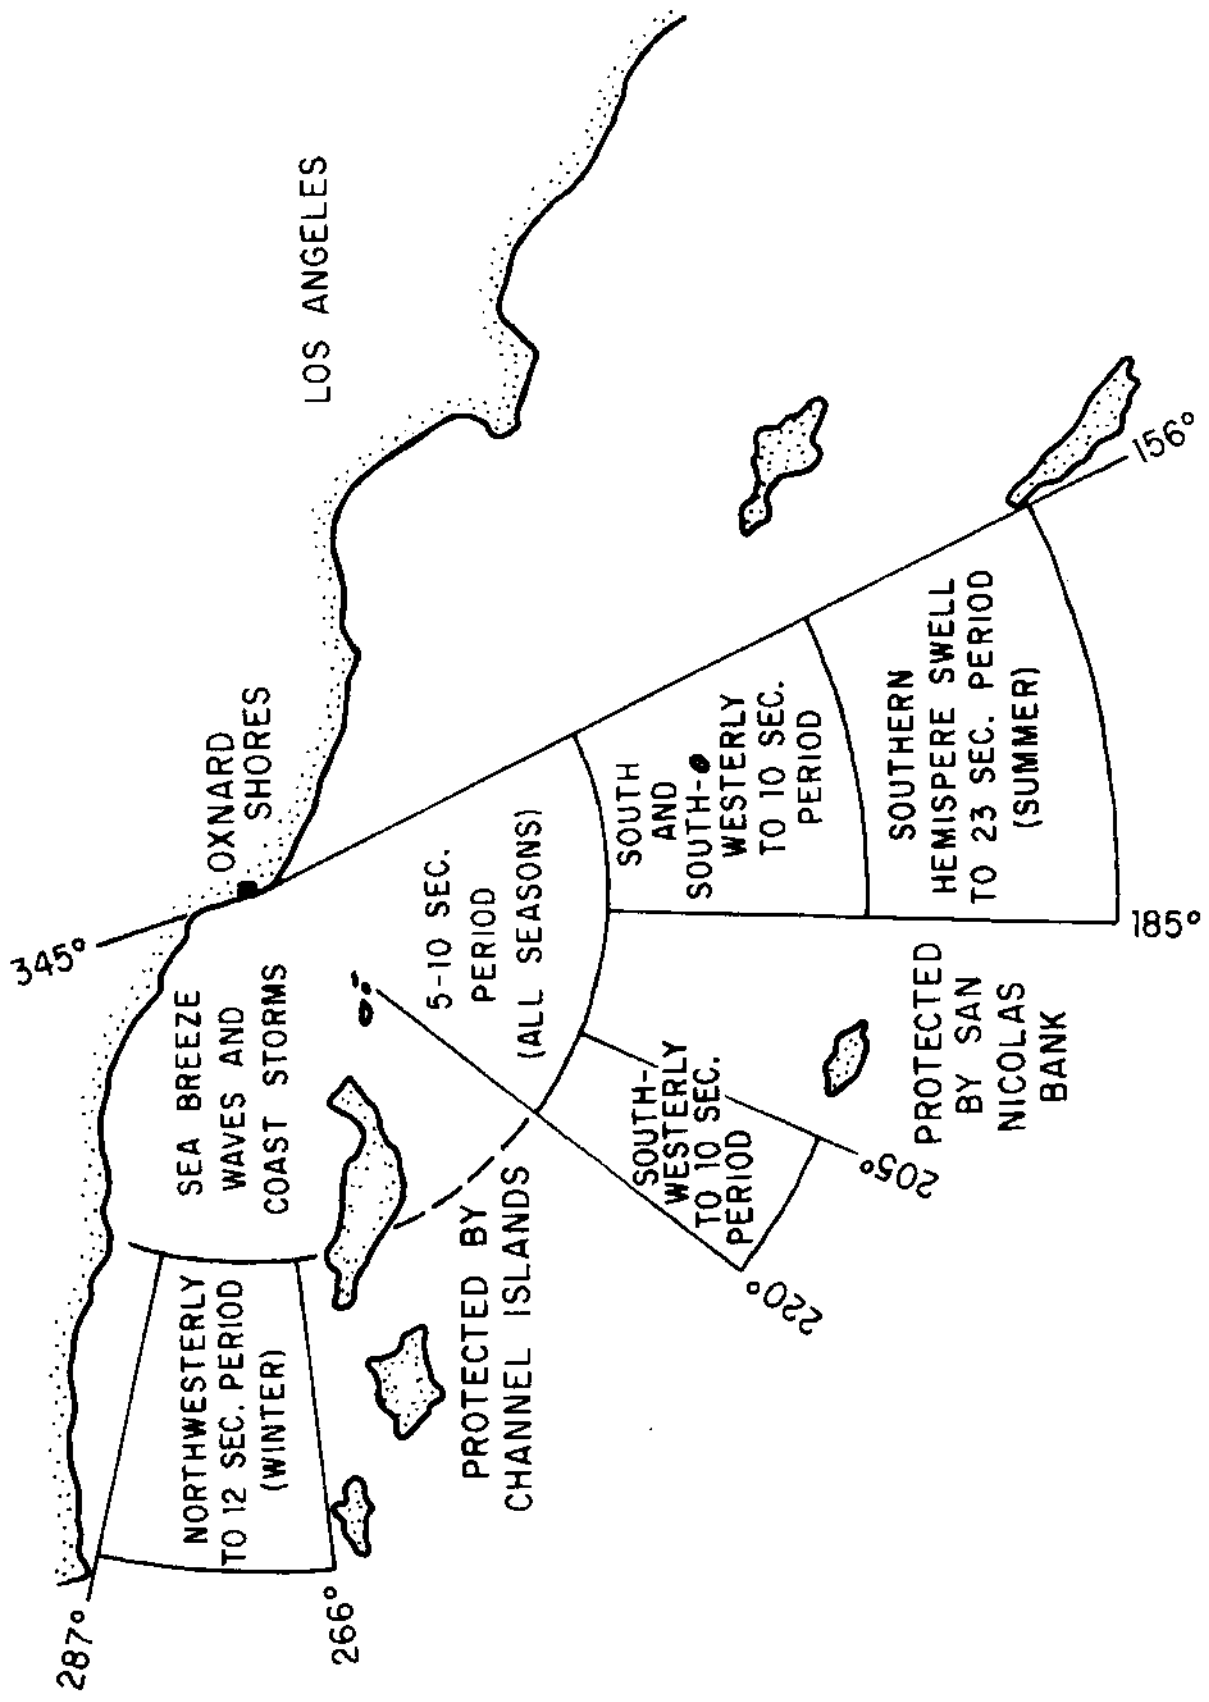 345°
OXNARD
SHORES
LOS ANGELES
SEA BREEZE
WAVES AND
COAST STORMS
NORTHWESTERLY
TO 12 SEC. PERIOD
(WINTER)
287°
266°
5-10 SEC.
PERIOD
(ALL SEASONS)
PROTECTED BY
CHANNEL ISLANDS
SOUTH-
WESTERLY
TO 10 SEC.
PERIOD
220°
205°
SOUTH
AND
SOUTH-
WESTERLY
TO 10 SEC.
PERIOD
PROTECTED
BY SAN
NICOLAS
BANK
SOUTHERN
HEMISPERE SWELL
TO 23 SEC. PERIOD
(SUMMER)
185°
156°